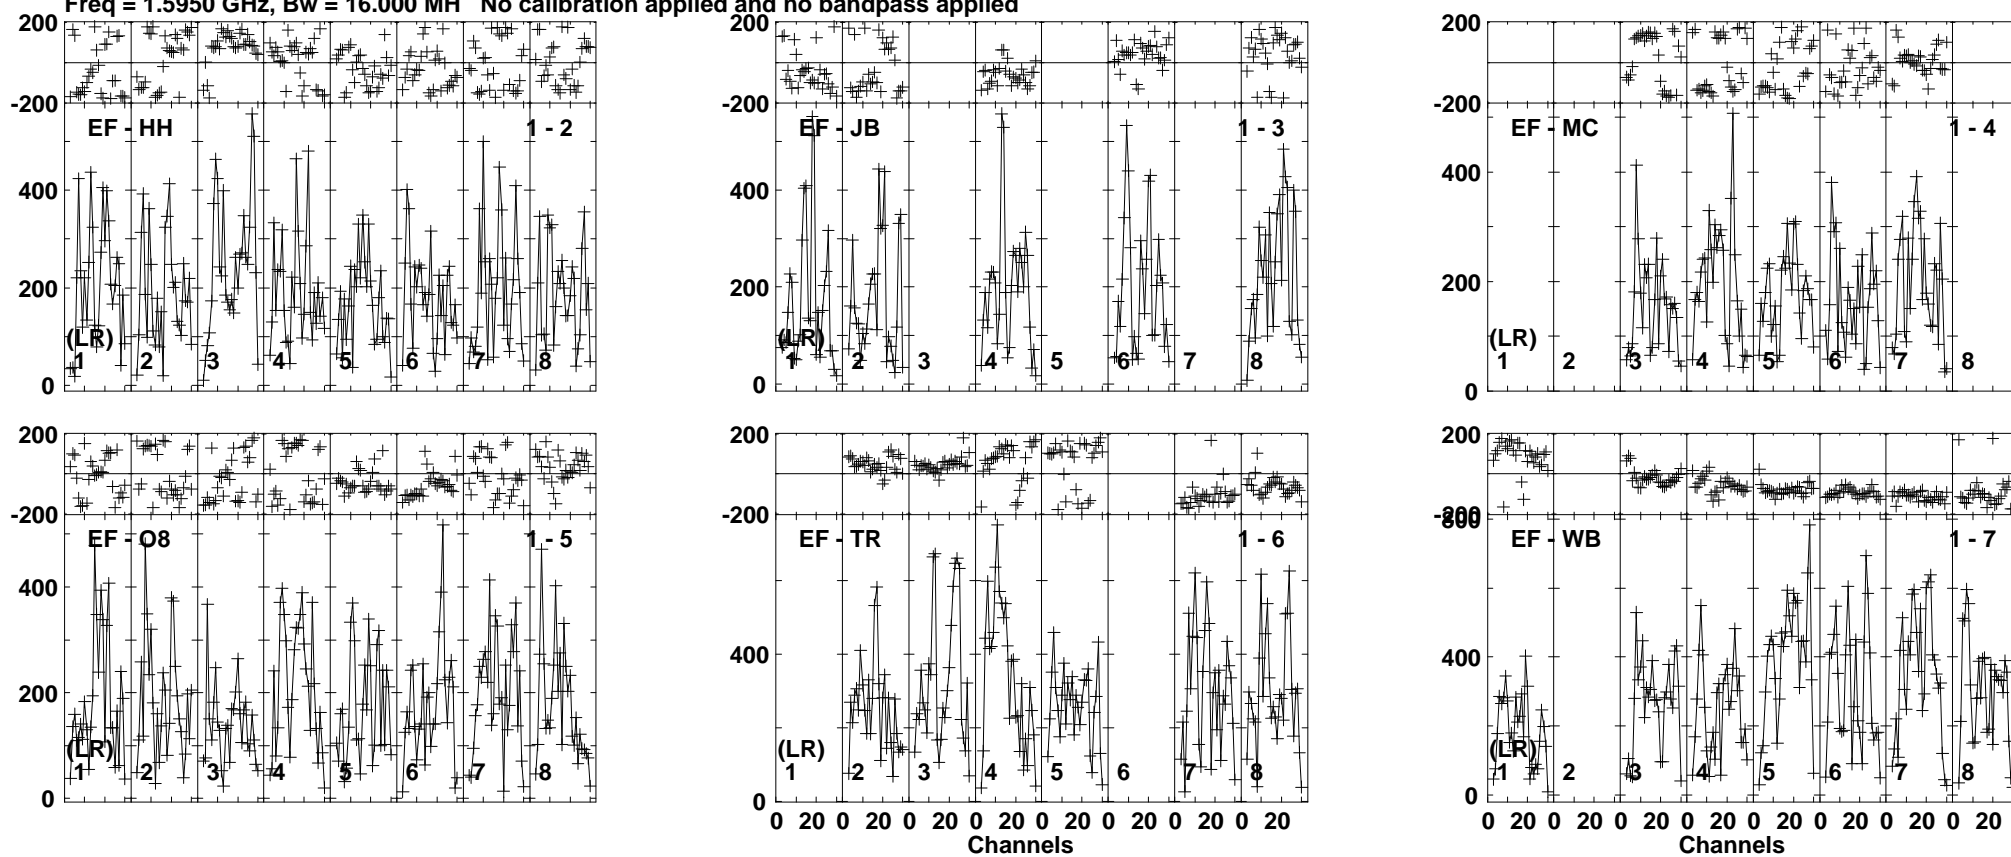 Freq = 1.5950 GHz, Bw = 16.000 MH No calibration applied and no bandpass applied
200
-200
EF - HH
1 - 2
400
200
0
(LR)
1 2 3 4 5 6 7 8
200
-200
EF - JB
1 - 3
400
200
0
(LR)
1 2 3 4 5 6 7 8
200
-200
EF - MC
1 - 4
400
200
0
(LR)
1 2 3 4 5 6 7 8
200
-200
EF - O8
1 - 5
400
200
0
(LR)
1 2 3 4 5 6 7 8
200
-200
EF - TR
1 - 6
400
0
(LR)
1 2 3 4 5 6 7 8
0 20 0 20 0 20 0 20 0 20 0 20 0 20 0 20
Channels
200
-200
800
EF - WB
1 - 7
400
0
(LR)
1 2 3 4 5 6 7 8
0 20 0 20 0 20 0 20 0 20 0 20 0 20 0 20
Channels